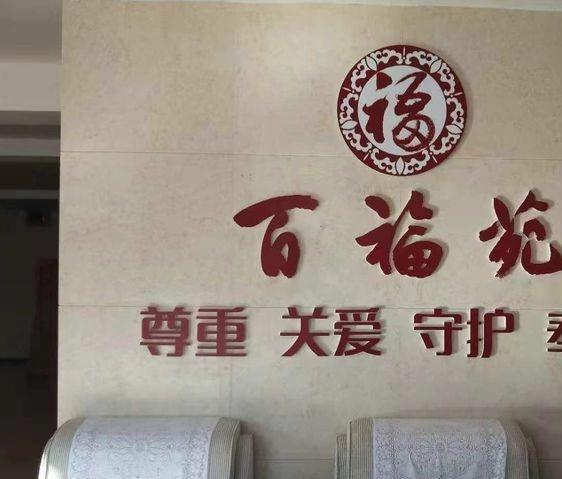 福
百福苑
尊重 关爱 守护